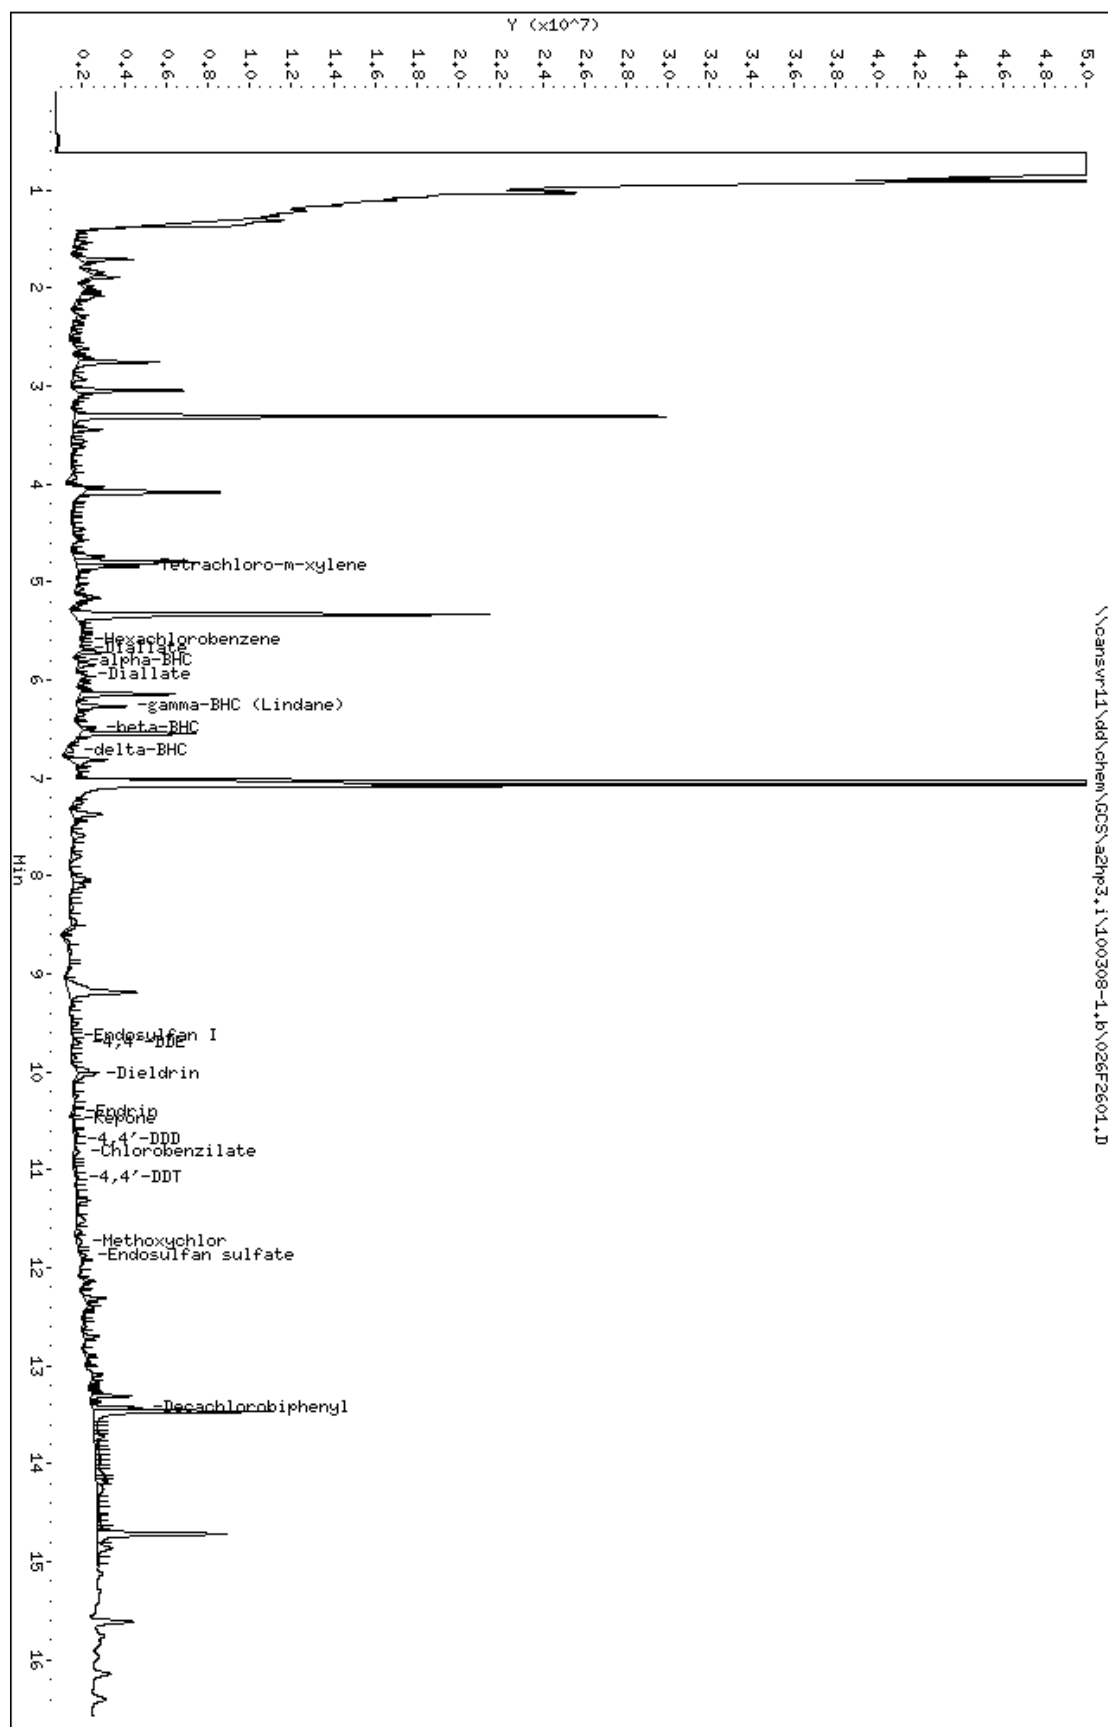 \\cansvr11\dd\chem\GCS\a2hp3.i\100308-1.b\026F2601.D
Y (x10^7)
0.2
0.4
0.6
0.8
1.0
1.2
1.4
1.6
1.8
2.0
2.2
2.4
2.6
2.8
3.0
3.2
3.4
3.6
3.8
4.0
4.2
4.4
4.6
4.8
5.0
-Tetrachloro-m-xylene
-Hexachlorobenzene
-Diallate
-alpha-BHC
-Diallate
-gamma-BHC (Lindane)
-beta-BHC
-delta-BHC
-Endosulfan I
-4,4'-DDE
-Dieldrin
-Endrin
-Kepone
-4,4'-DDD
-Chlorobenzilate
-4,4'-DDT
-Methoxychlor
-Endosulfan sulfate
-Decachlorobiphenyl
1
2
3
4
5
6
7
8
9
10
11
12
13
14
15
16
Min